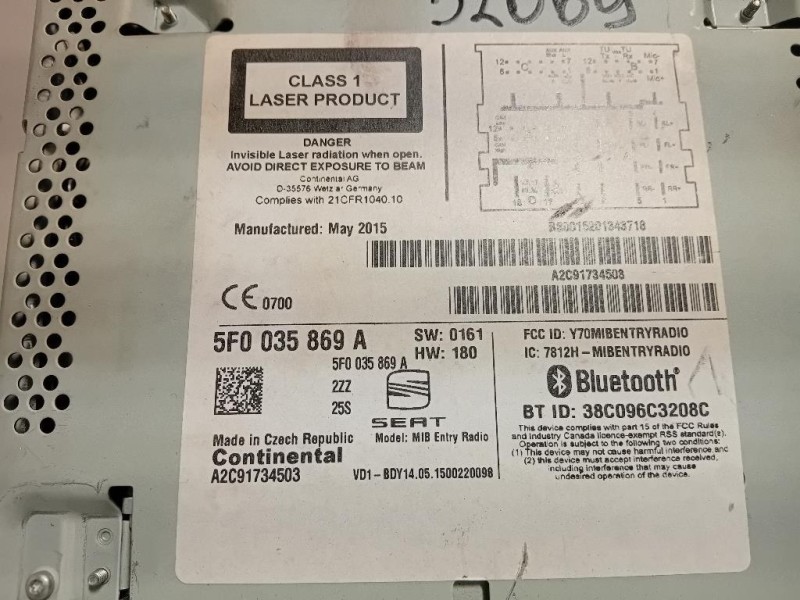 52069
CLASS 1
LASER PRODUCT
DANGER
Invisible Laser radiation when open.
AVOID DIRECT EXPOSURE TO BEAM
Continental AG
D-35576 Wetzlar Germany
Complies with 21CFR1040.10
Manufactured: May 2015
A2C91734503
CE 0700
5F0 035 869 A
SW: 0161
HW: 180
5F0 035 869 A
2ZZ
25S
SEAT
Made in Czech Republic
Model: MIB Entry Radio
Continental
A2C91734503
VD1-BDY14.05.1500220098
FCC ID: Y70MIBENTRYRADIO
IC: 7812H-MIBENTRYRADIO
Bluetooth
BT ID: 38C096C3208C
This device complies with part 15 of the FCC Rules
and Industry Canada licence-exempt RSS standard(s).
Operation is subject to the following two conditions:
(1) This device may not cause harmful interference and
(2) this device must accept interference received,
including interference that may cause
undesired operation of the device.